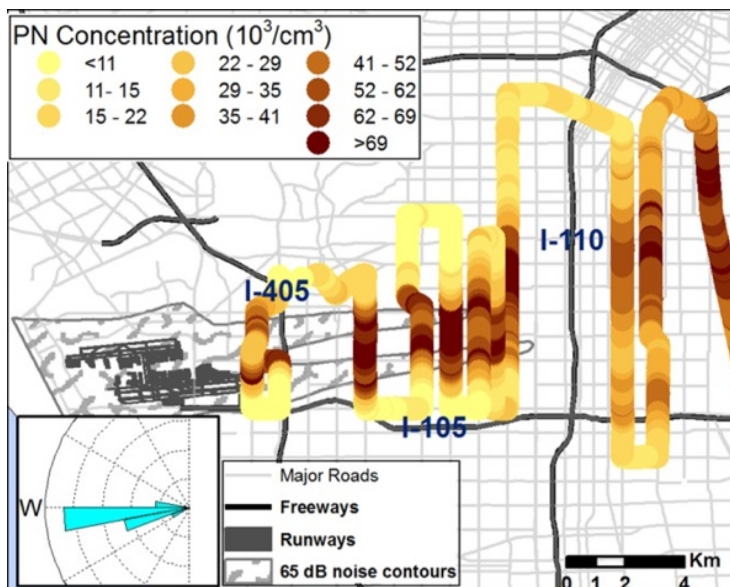 PN Concentration (10³/cm³)
<11 22 - 29 41 - 52
11- 15 29 - 35 52 - 62
15 - 22 35 - 41 62 - 69
>69
I-110
I-405
I-105
W
Major Roads
Freeways
Runways
65 dB noise contours
Km
0 1 2 4